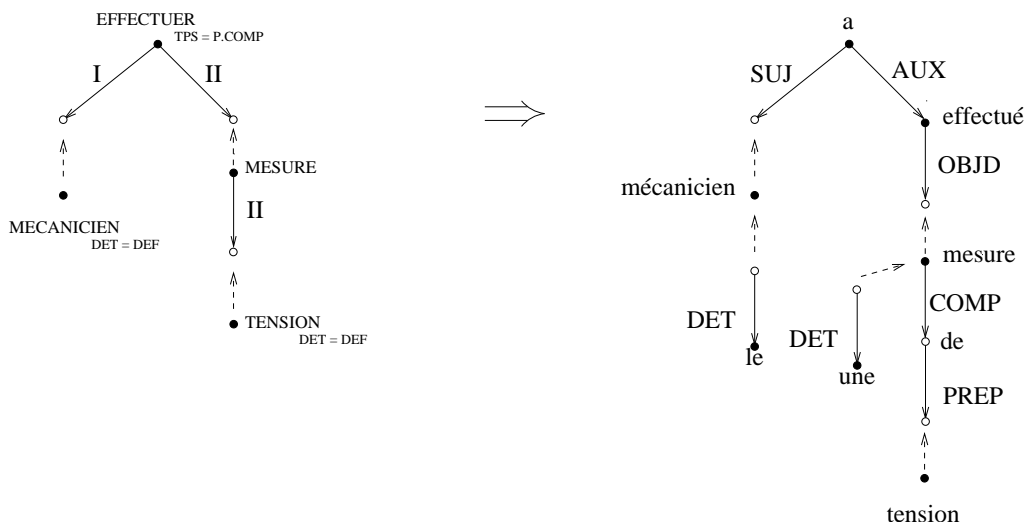 EFFECTUER
TPS = P.COMP
I
II
MESURE
II
MECANICIEN
DET = DEF
TENSION
DET = DEF
a
SUJ
AUX
effectué
OBJD
mécanicien
mesure
COMP
DET
DET
de
le
une
PREP
tension